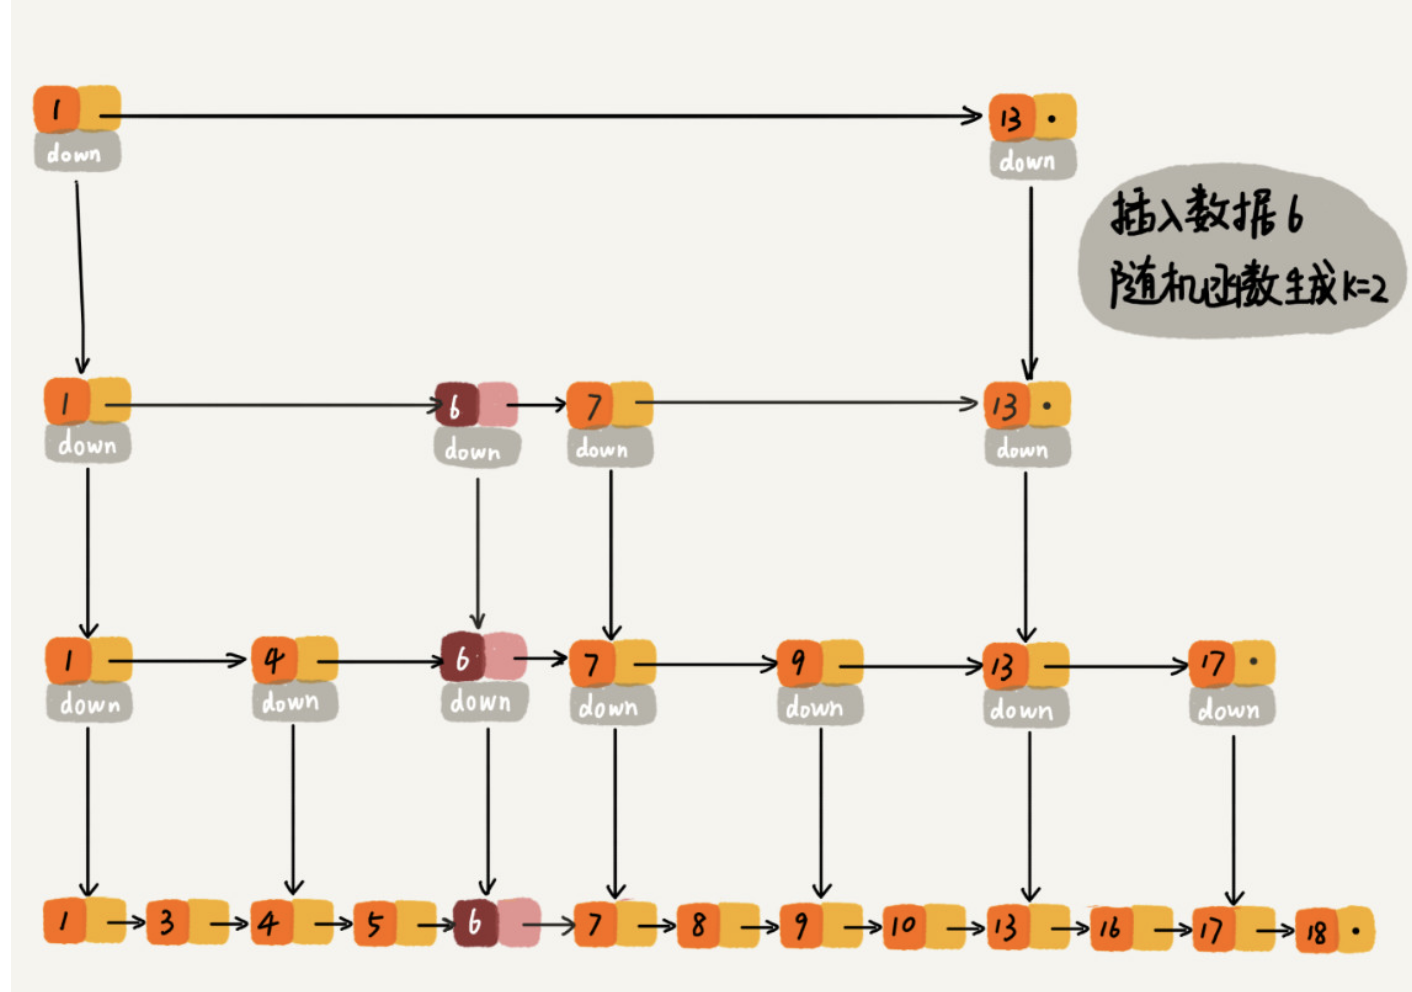 1 13
down down
插入数据6
随机函数生成K=2
1 6 7 13
down down down down
1 4 6 7 9 13 17
down down down down down down down
1 3 4 5 6 7 8 9 10 13 16 17 18